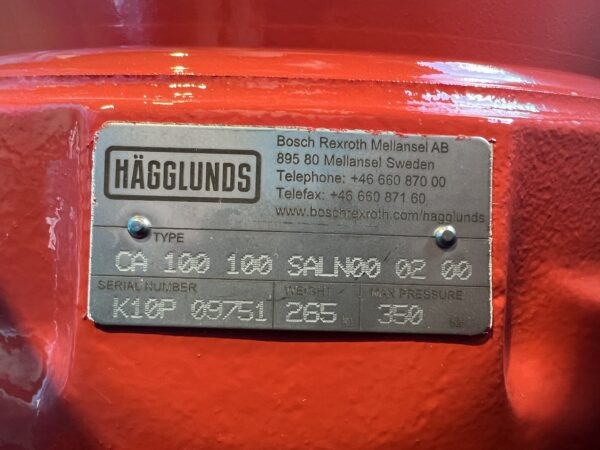 HÄGGLUNDS
Bosch Rexroth Mellansel AB
895 80 Mellansel Sweden
Telephone: +46 660 870 00
Telefax: +46 660 871 60
www.boschrexroth.com/hagglunds
TYPE
CA 100 100 SALN00 02 00
SERIAL NUMBER WEIGHT MAX PRESSURE
K10P 09751 265 350